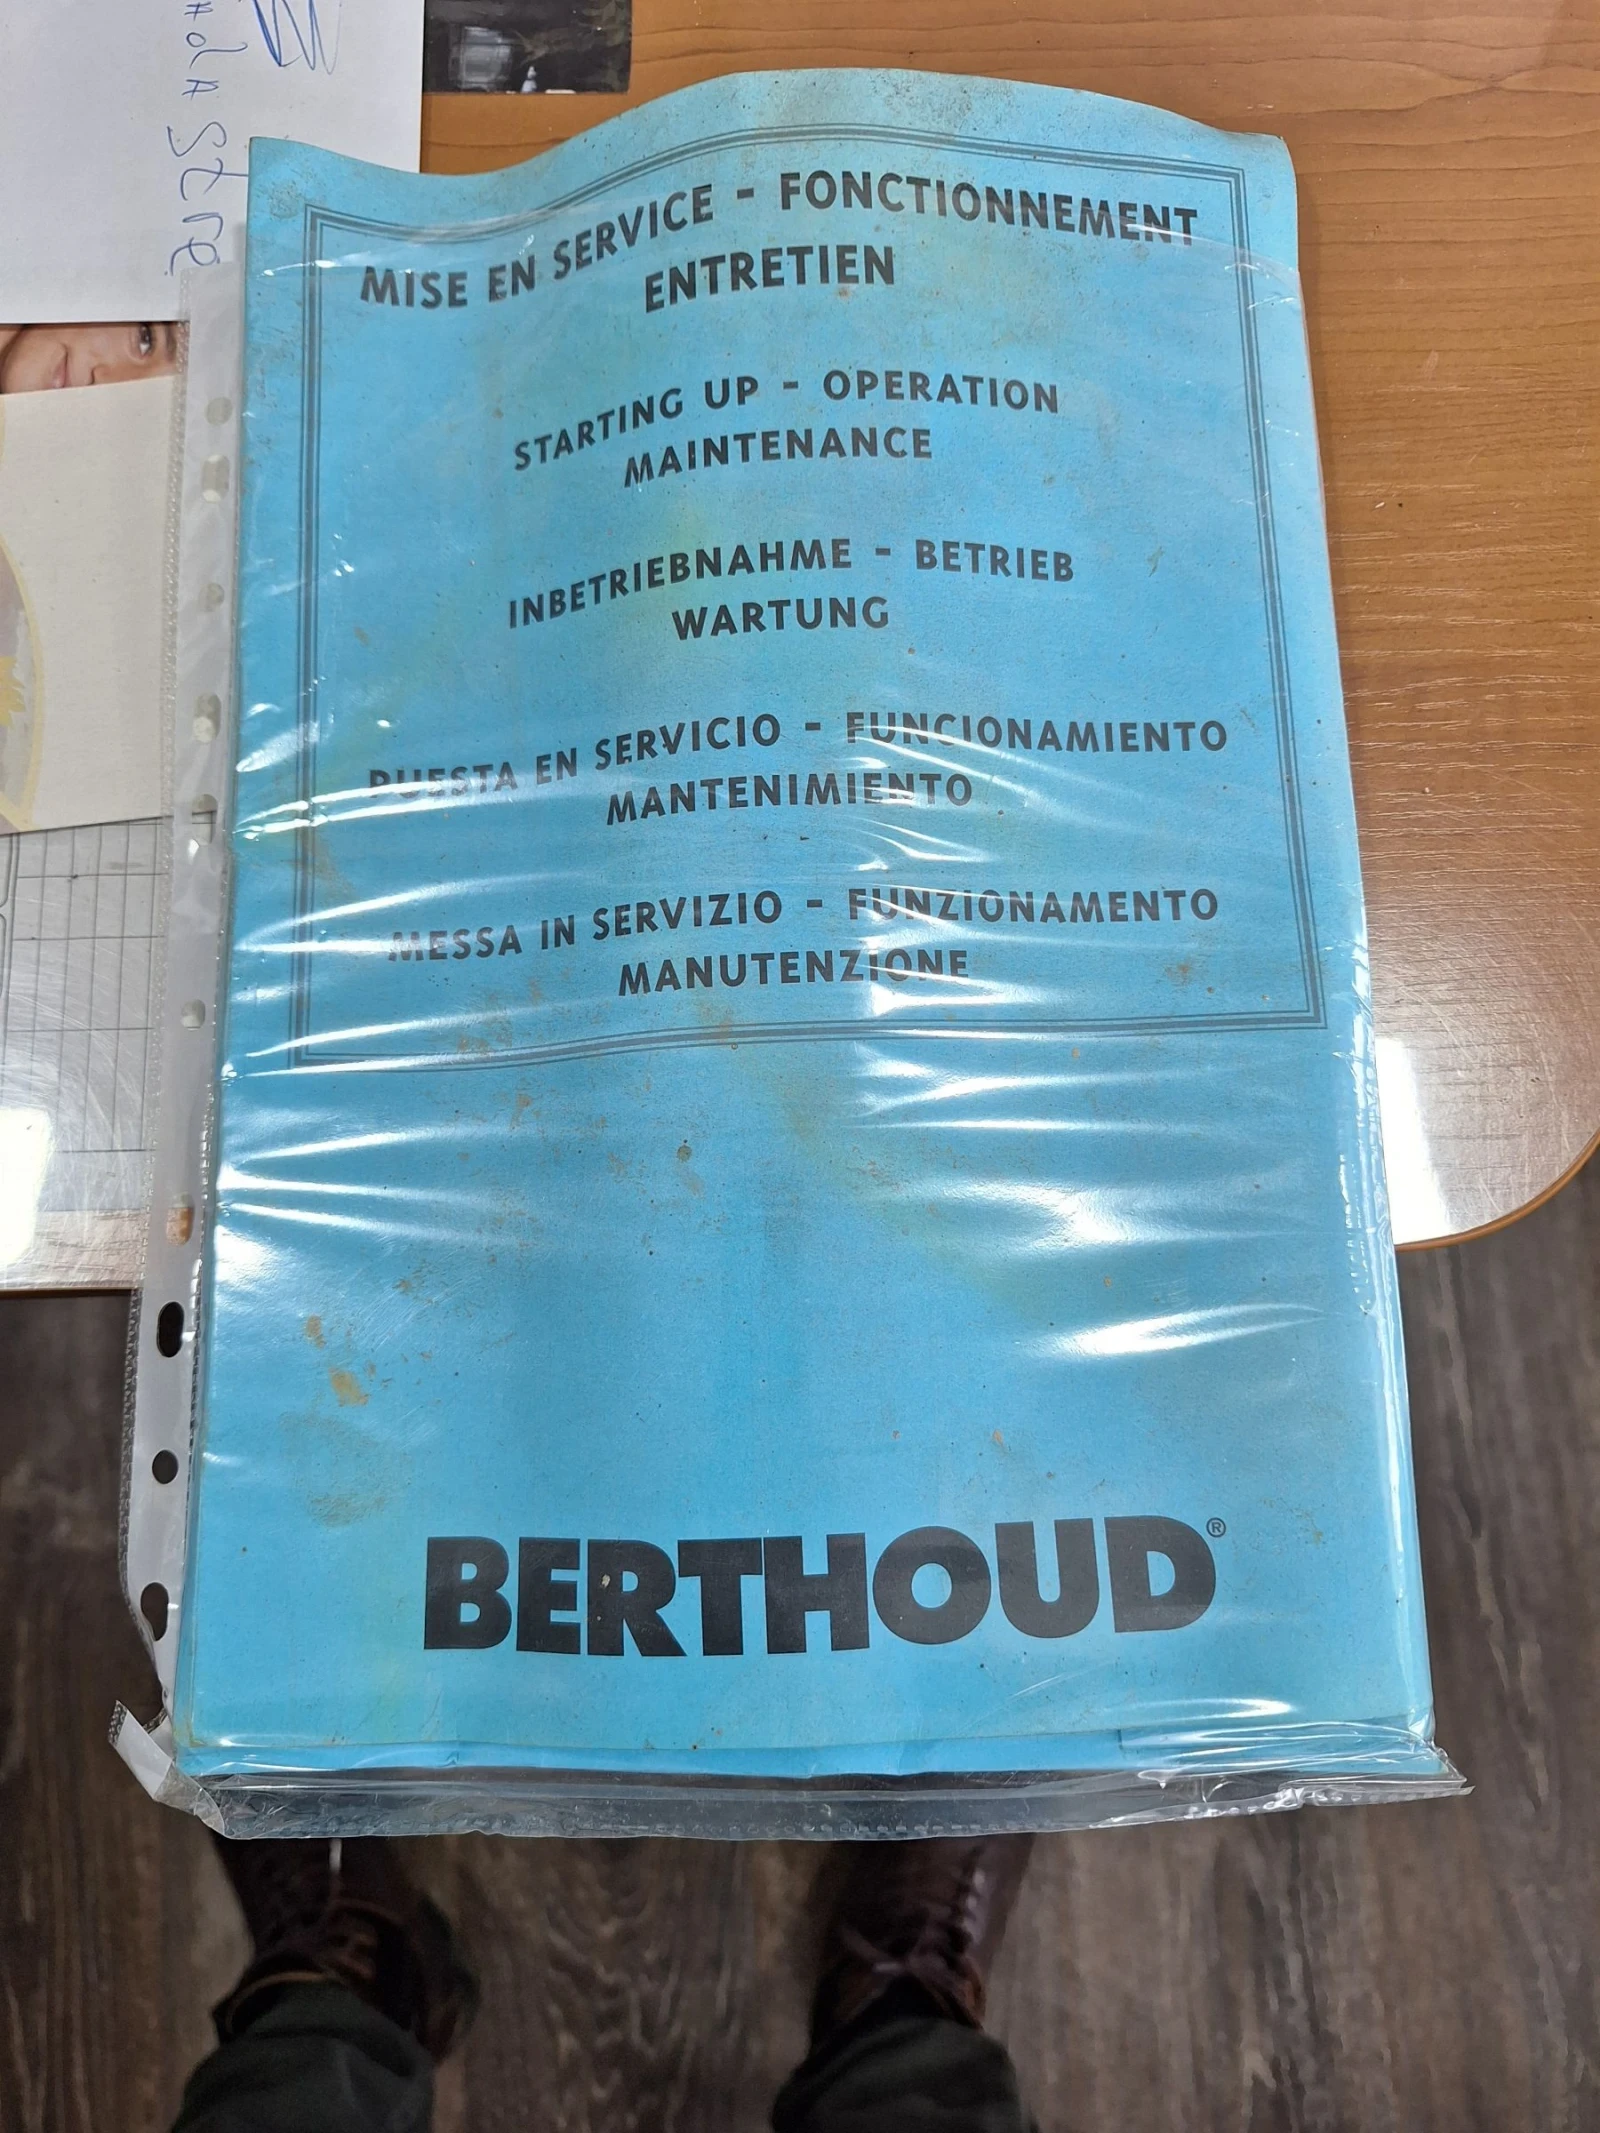 MISE EN SERVICE - FONCTIONNEMENT
ENTRETIEN
STARTING UP - OPERATION
MAINTENANCE
INBETRIEBNAHME - BETRIEB
WARTUNG
PUESTA EN SERVICIO - FUNCIONAMIENTO
MANTENIMIENTO
MESSA IN SERVIZIO - FUNZIONAMENTO
MANUTENZIONE
BERTHOUD®